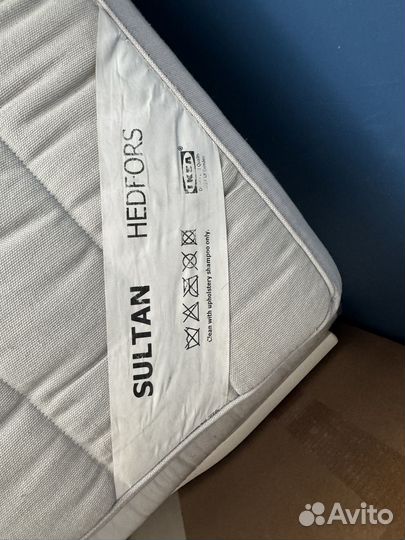 SULTAN HEDFORS
IKEA
Clean with upholstery shampoo only.
Avito